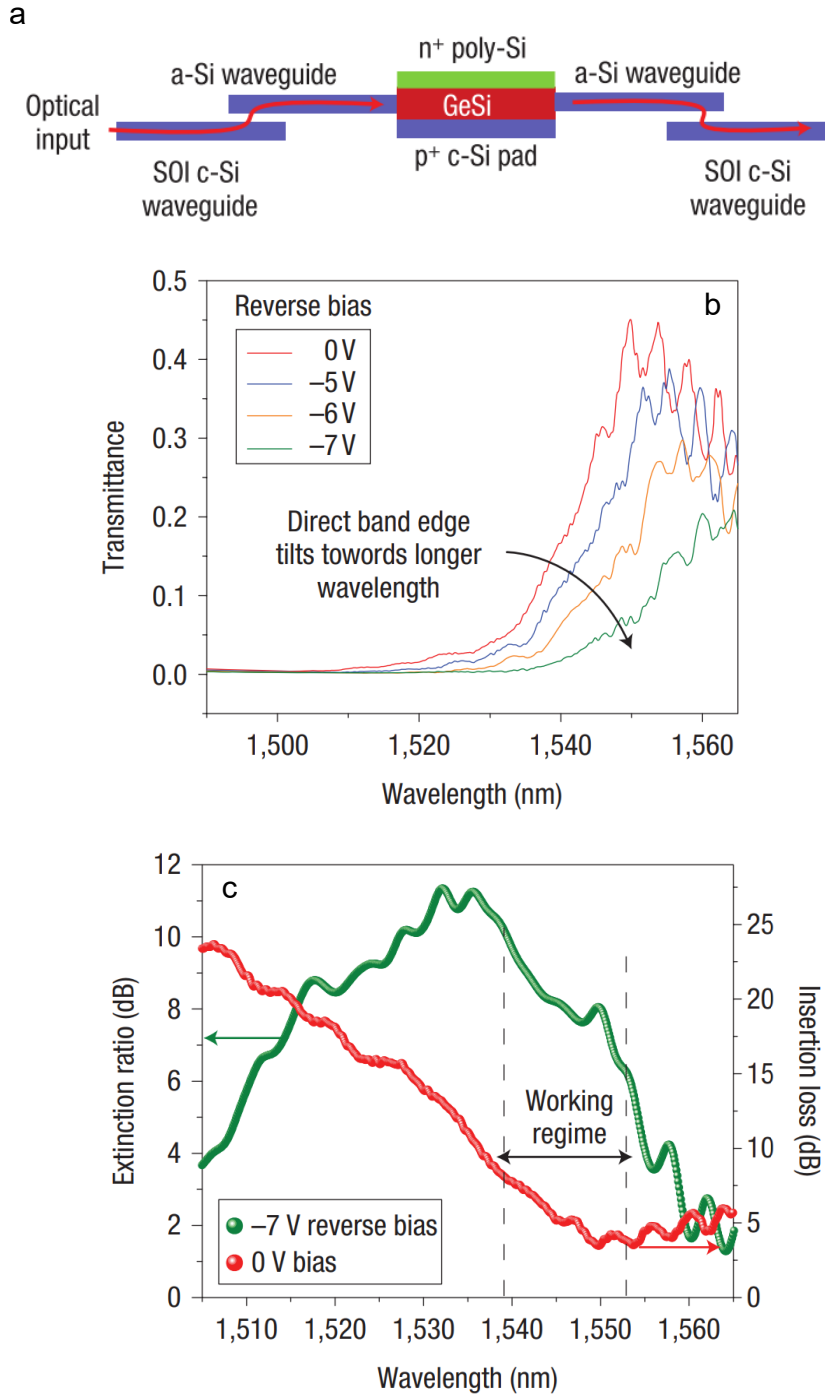 a
n⁺ poly-Si
a-Si waveguide
a-Si waveguide
Optical
input
GeSi
p⁺ c-Si pad
SOI c-Si
waveguide
SOI c-Si
waveguide
b
0.5
0.4
0.3
0.2
0.1
0.0
Transmittance
Reverse bias
0 V
–5 V
–6 V
–7 V
Direct band edge
tilts towards longer
wavelength
1,500
1,520
1,540
1,560
Wavelength (nm)
c
12
10
8
6
4
2
0
Extinction ratio (dB)
25
20
15
10
5
0
Insertion loss (dB)
Working
regime
–7 V reverse bias
0 V bias
1,510
1,520
1,530
1,540
1,550
1,560
Wavelength (nm)